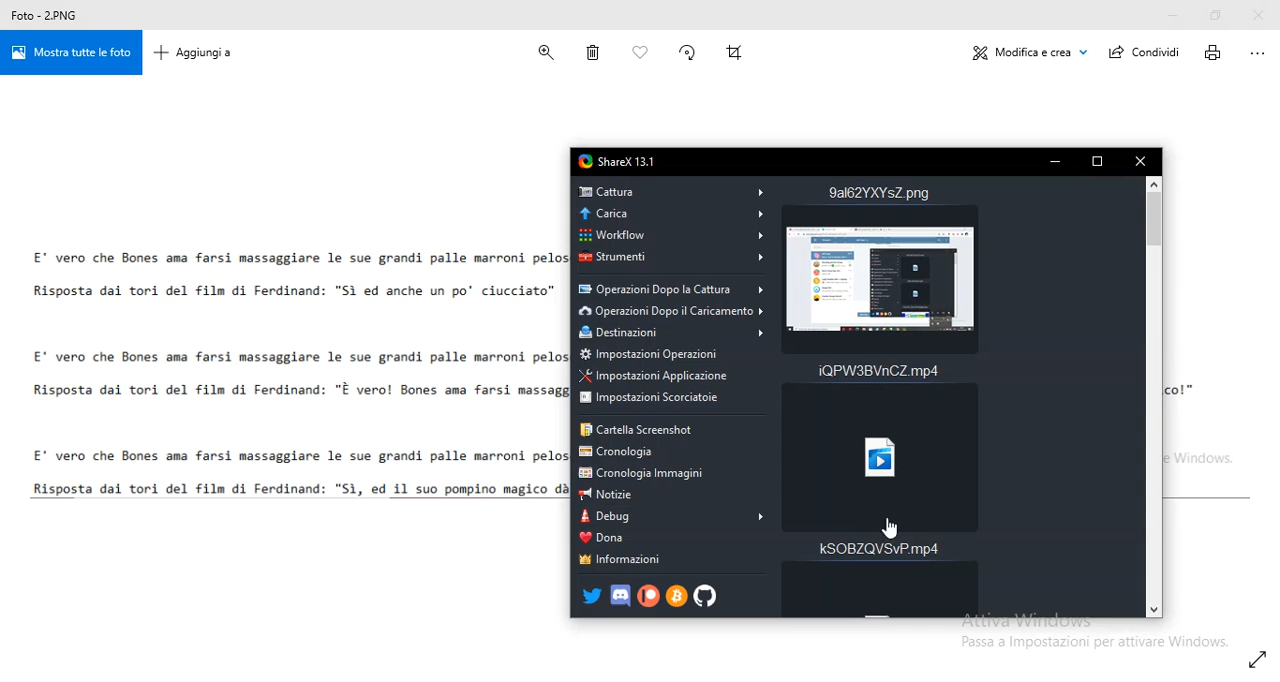 Foto - 2.PNG
Mostra tutte le foto
Aggiungi a
Modifica e crea
Condividi
E' vero che Bones ama farsi massaggiare le sue grandi palle marroni pelos
Risposta dai tori del film di Ferdinand: "Sì ed anche un po' ciucciato"
E' vero che Bones ama farsi massaggiare le sue grandi palle marroni pelos
Risposta dai tori del film di Ferdinand: "È vero! Bones ama farsi massagg
co!"
E' vero che Bones ama farsi massaggiare le sue grandi palle marroni pelos
Risposta dai tori del film di Ferdinand: "Sì, ed il suo pompino magico dà
ShareX 13.1
Cattura
Carica
Workflow
Strumenti
Operazioni Dopo la Cattura
Operazioni Dopo il Caricamento
Destinazioni
Impostazioni Operazioni
Impostazioni Applicazione
Impostazioni Scorciatoie
Cartella Screenshot
Cronologia
Cronologia Immagini
Notizie
Debug
Dona
Informazioni
9al62YXYsZ.png
iQPW3BVnCZ.mp4
kSOBZQVSvP.mp4
e Windows.
Attiva Windows
Passa a Impostazioni per attivare Windows.